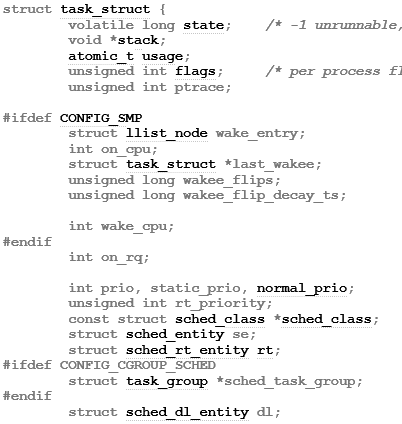 struct task_struct {
volatile long state; /* -1 unrunnable,
void *stack;
atomic_t usage;
unsigned int flags; /* per process fl
unsigned int ptrace;
#ifdef CONFIG_SMP
struct llist_node wake_entry;
int on_cpu;
struct task_struct *last_wakee;
unsigned long wakee_flips;
unsigned long wakee_flip_decay_ts;
int wake_cpu;
#endif
int on_rq;
int prio, static_prio, normal_prio;
unsigned int rt_priority;
const struct sched_class *sched_class;
struct sched_entity se;
struct sched_rt_entity rt;
#ifdef CONFIG_CGROUP_SCHED
struct task_group *sched_task_group;
#endif
struct sched_dl_entity dl;